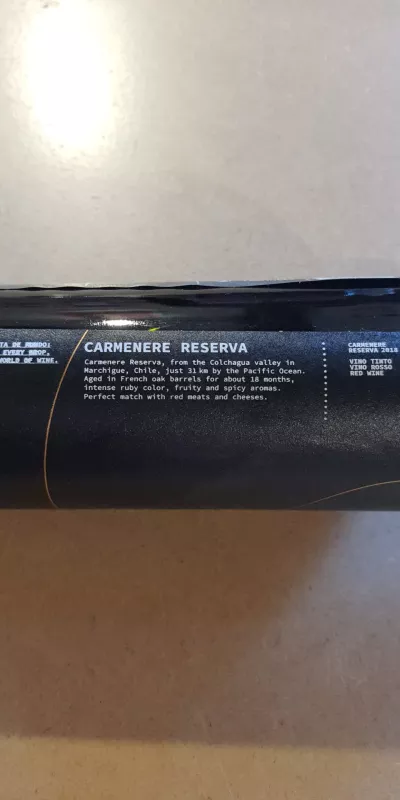 TA DE MUNDO:
EVERY DROP,
WORLD OF WINE.
CARMENERE RESERVA
Carmenere Reserva, from the Colchagua valley in
Marchigue, Chile, just 31 km by the Pacific Ocean.
Aged in French oak barrels for about 18 months,
intense ruby color, fruity and spicy aromas.
Perfect match with red meats and cheeses.
CARMENERE
RESERVA 2018
VINO TINTO
VINO ROSSO
RED WINE